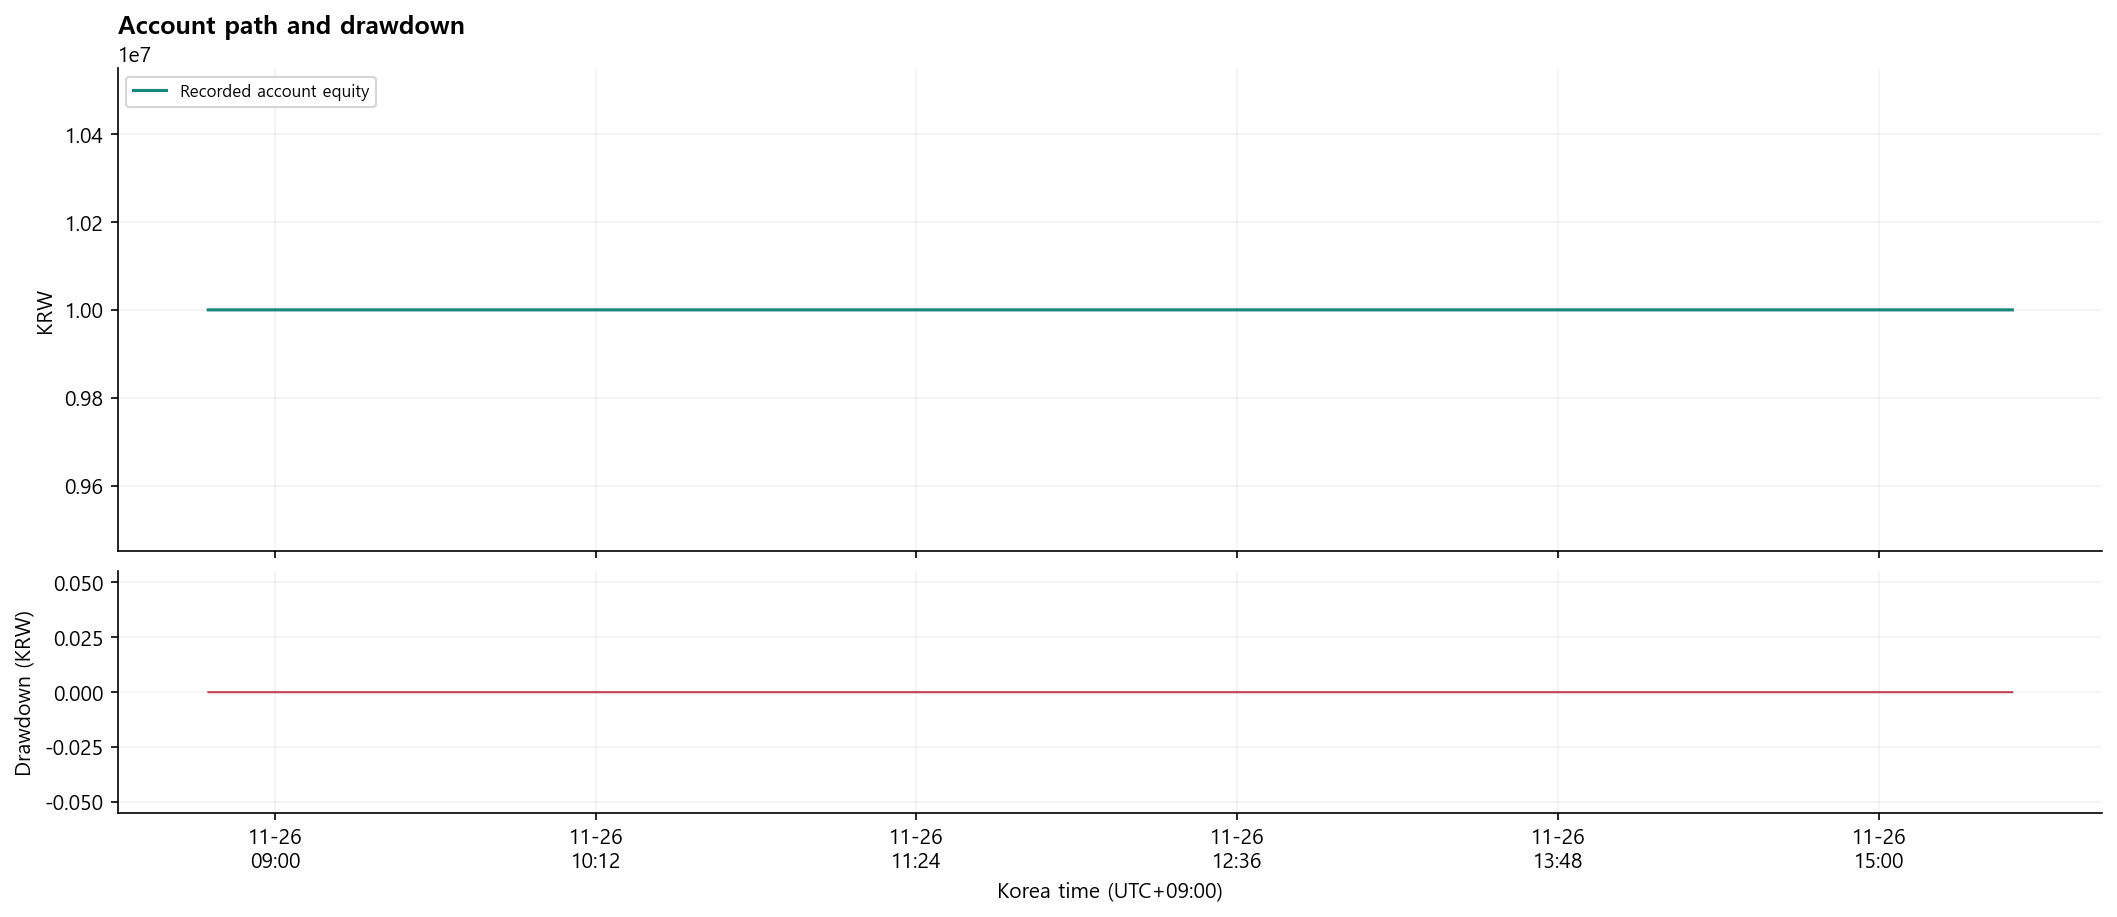 Account path and drawdown
1e7
Recorded account equity
1.04
1.02
1.00
0.98
0.96
KRW
0.050
0.025
0.000
-0.025
-0.050
Drawdown (KRW)
11-26 11-26 11-26 11-26 11-26 11-26
09:00 10:12 11:24 12:36 13:48 15:00
Korea time (UTC+09:00)